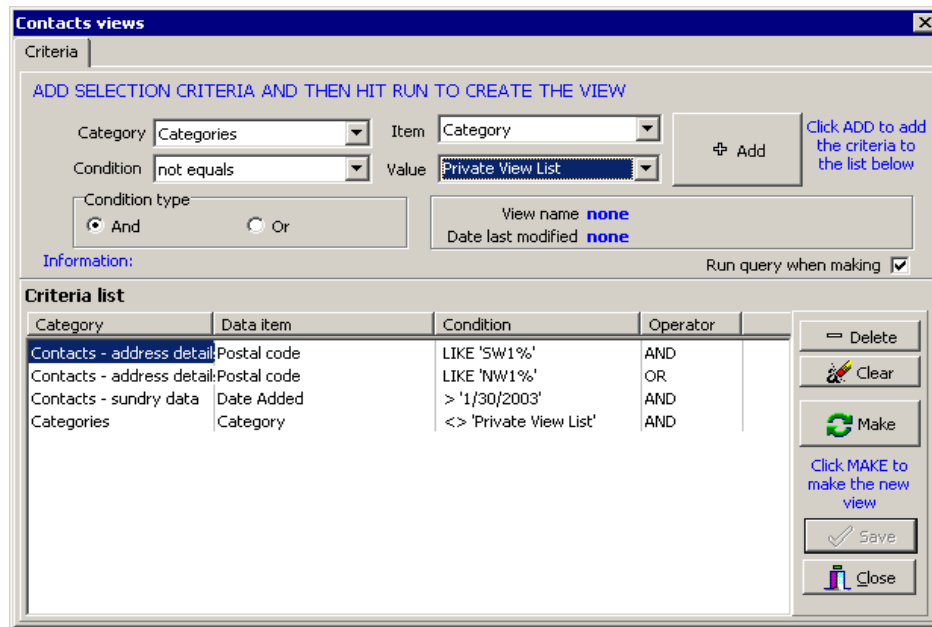 Contacts views
Criteria
ADD SELECTION CRITERIA AND THEN HIT RUN TO CREATE THE VIEW
Category Categories Item Category
Condition not equals Value Private View List
Add
Click ADD to add
the criteria to
the list below
Condition type
And Or
View name none
Date last modified none
Information:
Run query when making
Criteria list
Category Data item Condition Operator
Contacts - address detail Postal code LIKE 'SW1%' AND
Contacts - address detail Postal code LIKE 'NW1%' OR
Contacts - sundry data Date Added > '1/30/2003' AND
Categories Category <> 'Private View List' AND
Delete
Clear
Make
Click MAKE to
make the new
view
Save
Close